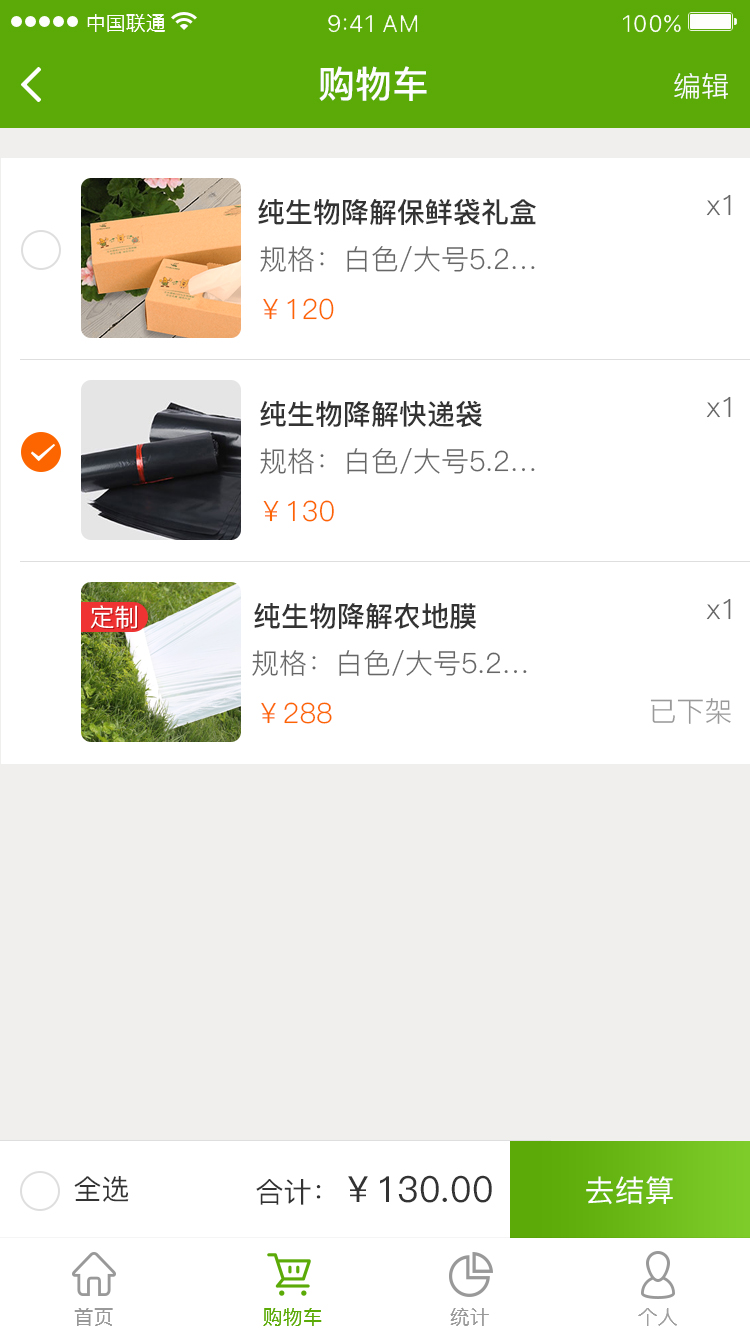 中国联通
9:41 AM
100%
购物车
编辑
纯生物降解保鲜袋礼盒
x1
规格：白色/大号5.2...
￥120
纯生物降解快递袋
x1
规格：白色/大号5.2...
￥130
定制
纯生物降解农地膜
x1
规格：白色/大号5.2...
￥288
已下架
全选
合计：￥130.00
去结算
首页
购物车
统计
个人